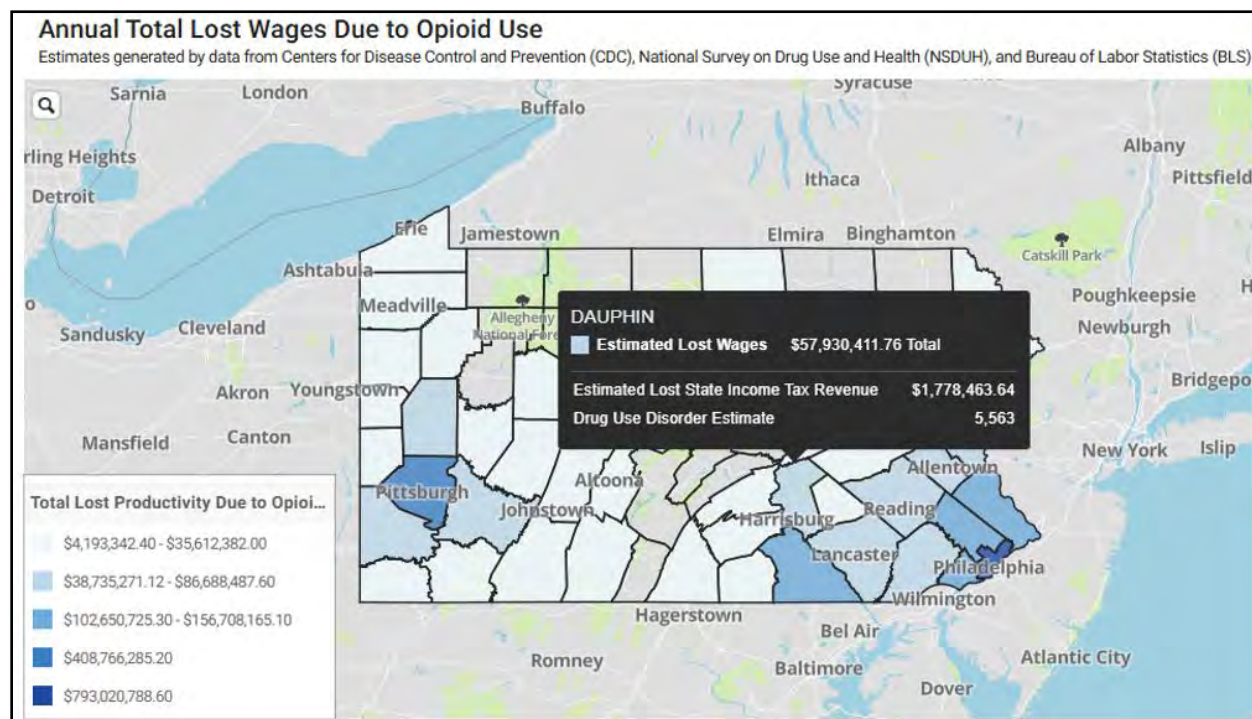 Annual Total Lost Wages Due to Opioid Use
Estimates generated by data from Centers for Disease Control and Prevention (CDC), National Survey on Drug Use and Health (NSDUH), and Bureau of Labor Statistics (BLS)
Sarnia
London
Syracuse
Buffalo
rling Heights
Albany
Detroit
Ithaca
Pittsfield
Erie
Jamestown
Elmira
Binghamton
Catskill Park
Ashtabula
Meadville
Poughkeepsie
Sandusky
Cleveland
Allegheny
National Fore
Newburgh
DAUPHIN
Estimated Lost Wages $57,930,411.76 Total
Estimated Lost State Income Tax Revenue $1,778,463.64
Drug Use Disorder Estimate 5,563
Akron
Youngstown
Bridgepo
Mansfield
Canton
New York
Islip
Allentown
Pittsburgh
Altoona
Johnstown
Harrisburg
Reading
Lancaster
Philadelphia
Wilmington
Hagerstown
Bel Air
Romney
Baltimore
Atlantic City
Dover
Total Lost Productivity Due to Opioi...
$4,193,342.40 - $35,612,382.00
$38,735,271.12 - $86,688,487.60
$102,650,725.30 - $156,708,165.10
$408,766,285.20
$793,020,788.60